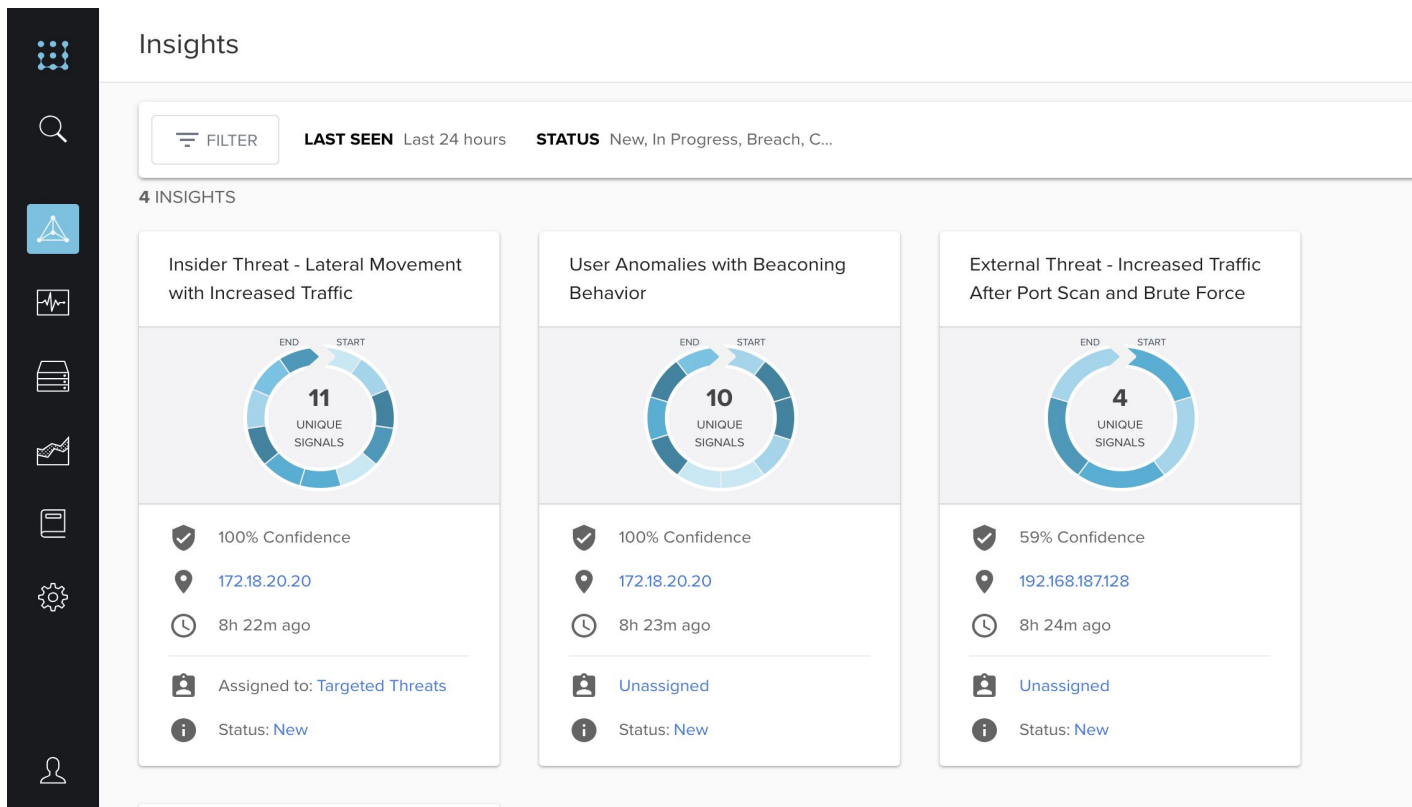 Insights
FILTER LAST SEEN Last 24 hours STATUS New, In Progress, Breach, C...
4 INSIGHTS
Insider Threat - Lateral Movement
with Increased Traffic
END START
11
UNIQUE
SIGNALS
100% Confidence
172.18.20.20
8h 22m ago
Assigned to: Targeted Threats
Status: New
User Anomalies with Beaconing
Behavior
END START
10
UNIQUE
SIGNALS
100% Confidence
172.18.20.20
8h 23m ago
Unassigned
Status: New
External Threat - Increased Traffic
After Port Scan and Brute Force
END START
4
UNIQUE
SIGNALS
59% Confidence
192.168.187.128
8h 24m ago
Unassigned
Status: New